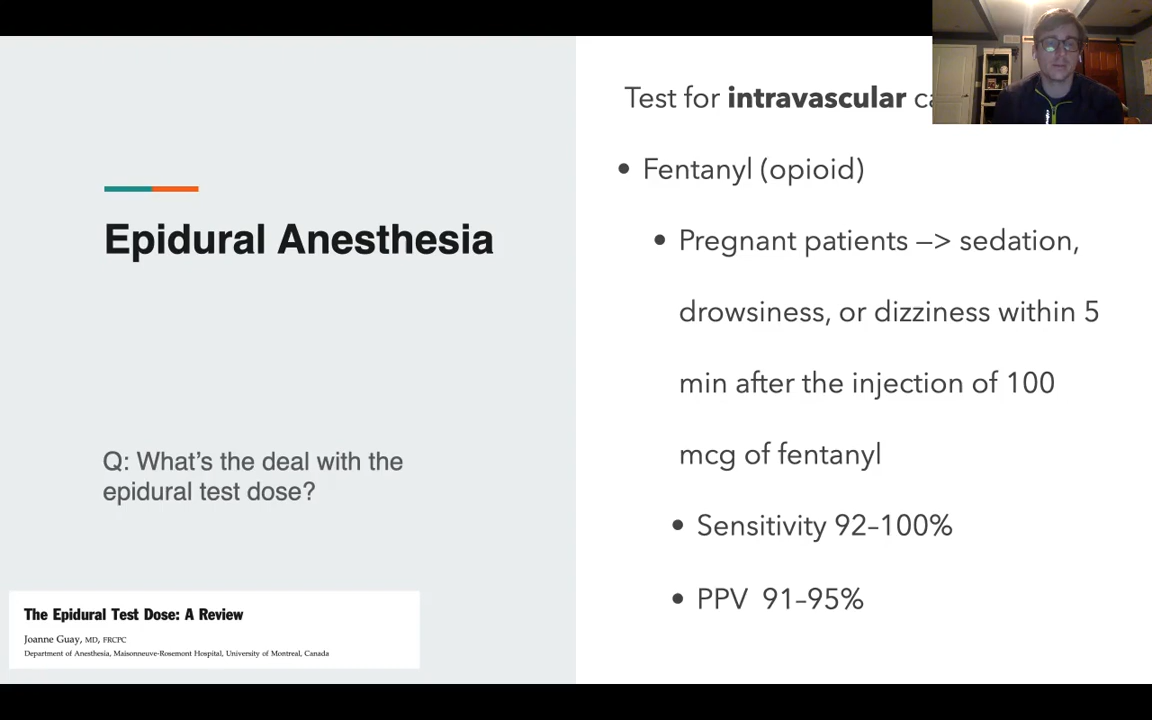 Epidural Anesthesia
Q: What's the deal with the
epidural test dose?
The Epidural Test Dose: A Review
Joanne Guay, MD, FRCPC
Department of Anesthesia, Maisonneuve-Rosemont Hospital, University of Montreal, Canada
Test for intravascular
• Fentanyl (opioid)
• Pregnant patients —> sedation,
drowsiness, or dizziness within 5
min after the injection of 100
mcg of fentanyl
• Sensitivity 92–100%
• PPV 91–95%